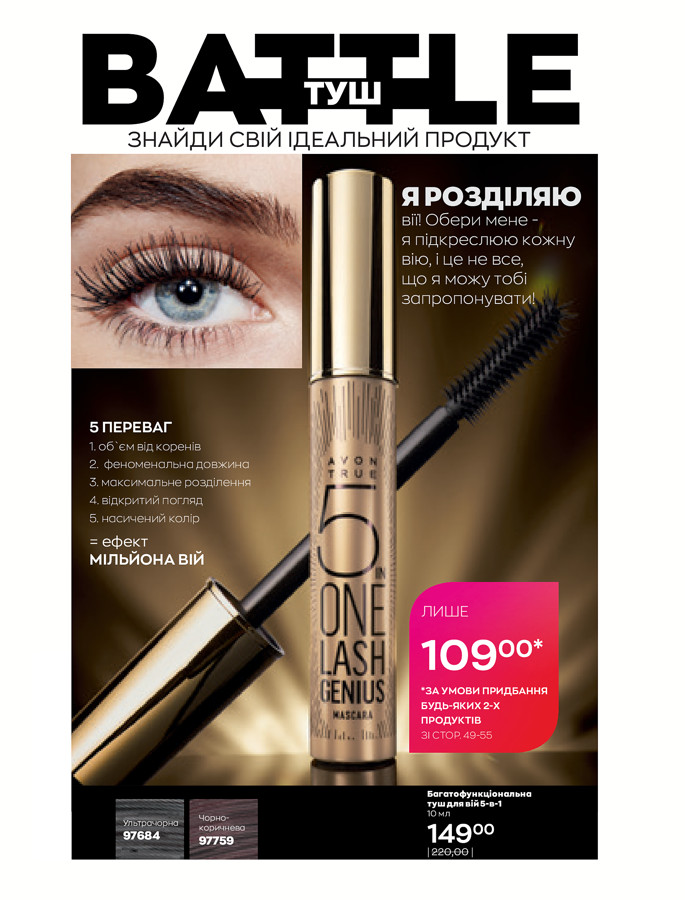 BATTLE
ТУШ
ЗНАЙДИ СВІЙ ІДЕАЛЬНИЙ ПРОДУКТ
Я РОЗДІЛЯЮ
вії! Обери мене -
я підкреслюю кожну
вію, і це не все,
що я можу тобі
запропонувати!
5 ПЕРЕВАГ
1. об`єм від коренів
2. феноменальна довжина
3. максимальне розділення
4. відкритий погляд
5. насичений колір
= ефект
МІЛЬЙОНА ВІЙ
AVON
TRUE
5
IN
ONE
LASH
GENIUS
MASCARA
ЛИШЕ
10900*
*ЗА УМОВИ ПРИДБАННЯ
БУДЬ-ЯКИХ 2-Х
ПРОДУКТІВ
ЗІ СТОР. 49-55
Ультрачорна
97684
Чорно-
коричнева
97759
Багатофункціональна
туш для вій 5-в-1
10 мл
14900
| 220,00 |